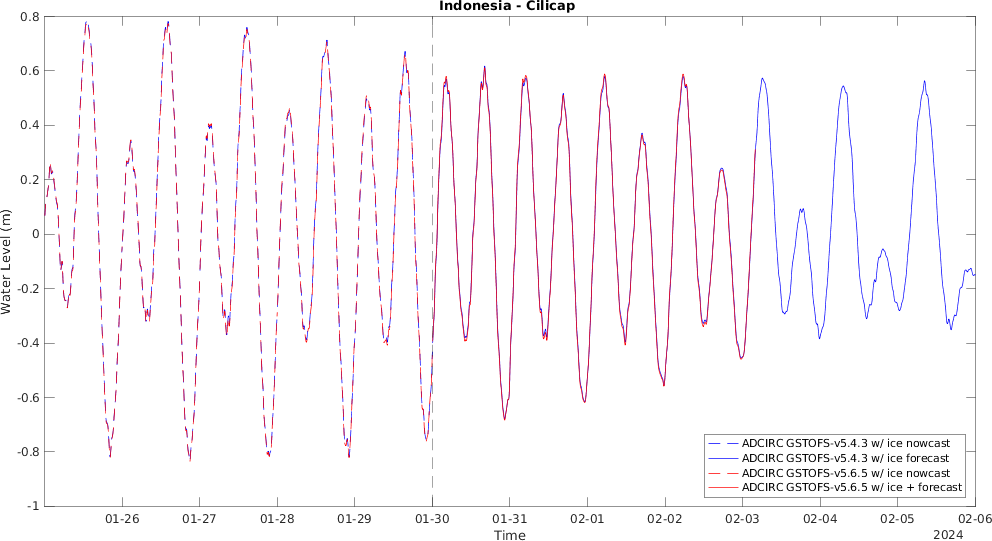 Indonesia - Cilicap
Water Level (m)
0.8
0.6
0.4
0.2
0
-0.2
-0.4
-0.6
-0.8
-1
ADCIRC GSTOFS-v5.4.3 w/ ice nowcast
ADCIRC GSTOFS-v5.4.3 w/ ice forecast
ADCIRC GSTOFS-v5.6.5 w/ ice nowcast
ADCIRC GSTOFS-v5.6.5 w/ ice + forecast
01-26 01-27 01-28 01-29 01-30 01-31 02-01 02-02 02-03 02-04 02-05 02-06
Time
2024